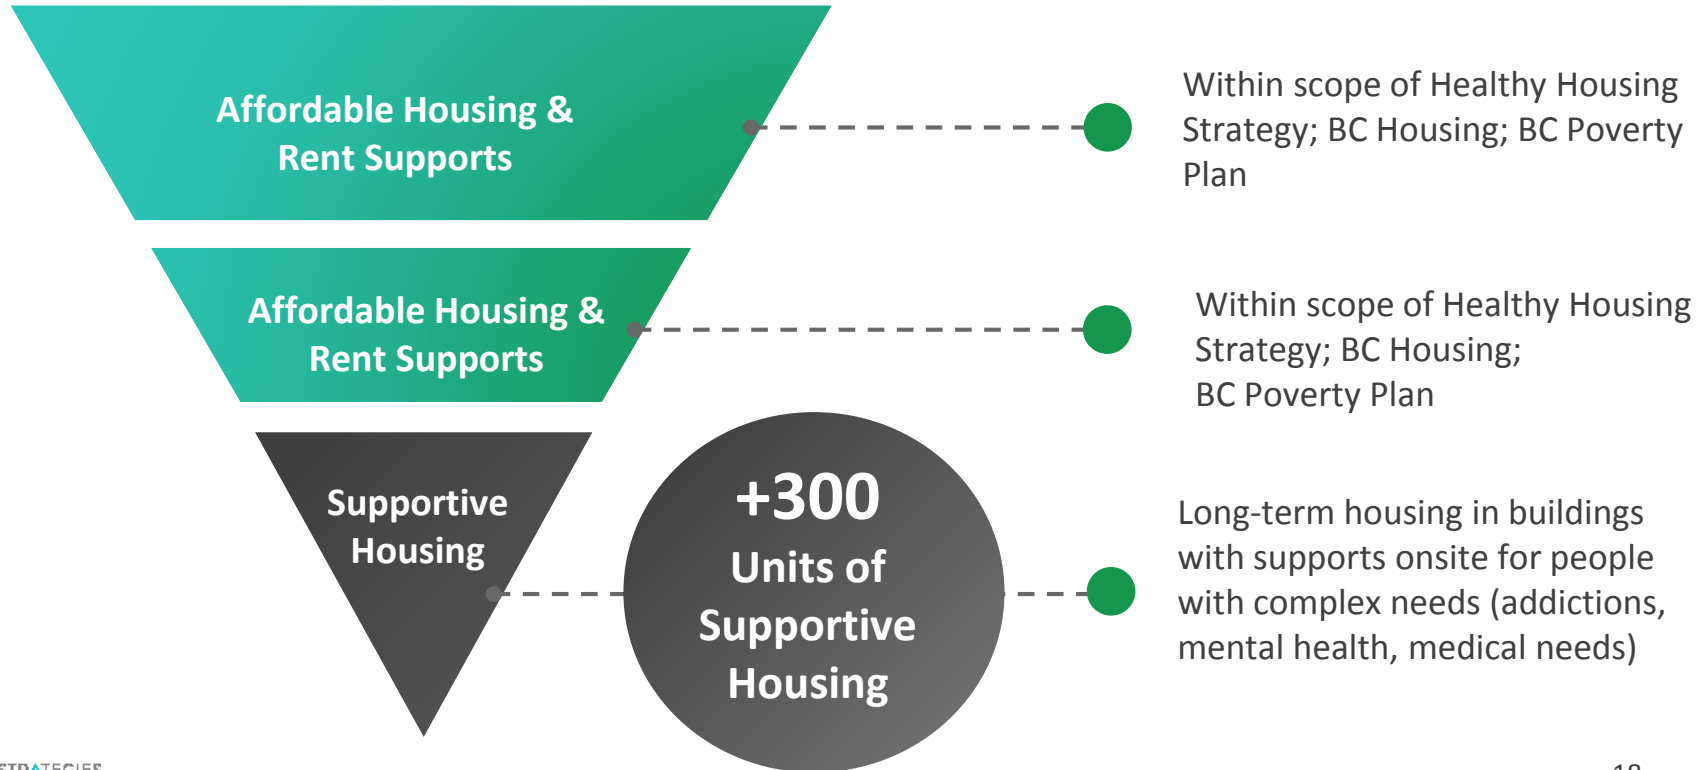 Affordable Housing &
Rent Supports
Within scope of Healthy Housing
Strategy; BC Housing; BC Poverty
Plan
Affordable Housing &
Rent Supports
Within scope of Healthy Housing
Strategy; BC Housing;
BC Poverty Plan
Supportive
Housing
+300
Units of
Supportive
Housing
Long-term housing in buildings
with supports onsite for people
with complex needs (addictions,
mental health, medical needs)
STRATEGIES
18